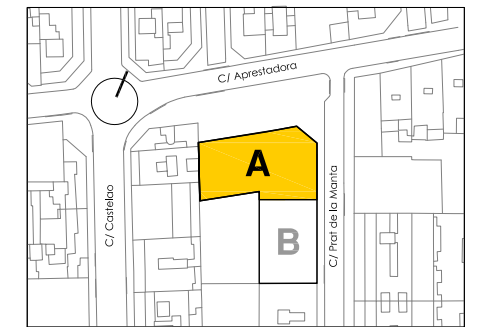 C/ Aprestadora
A
C/ Castelao
C/ Prat de la Manta
B